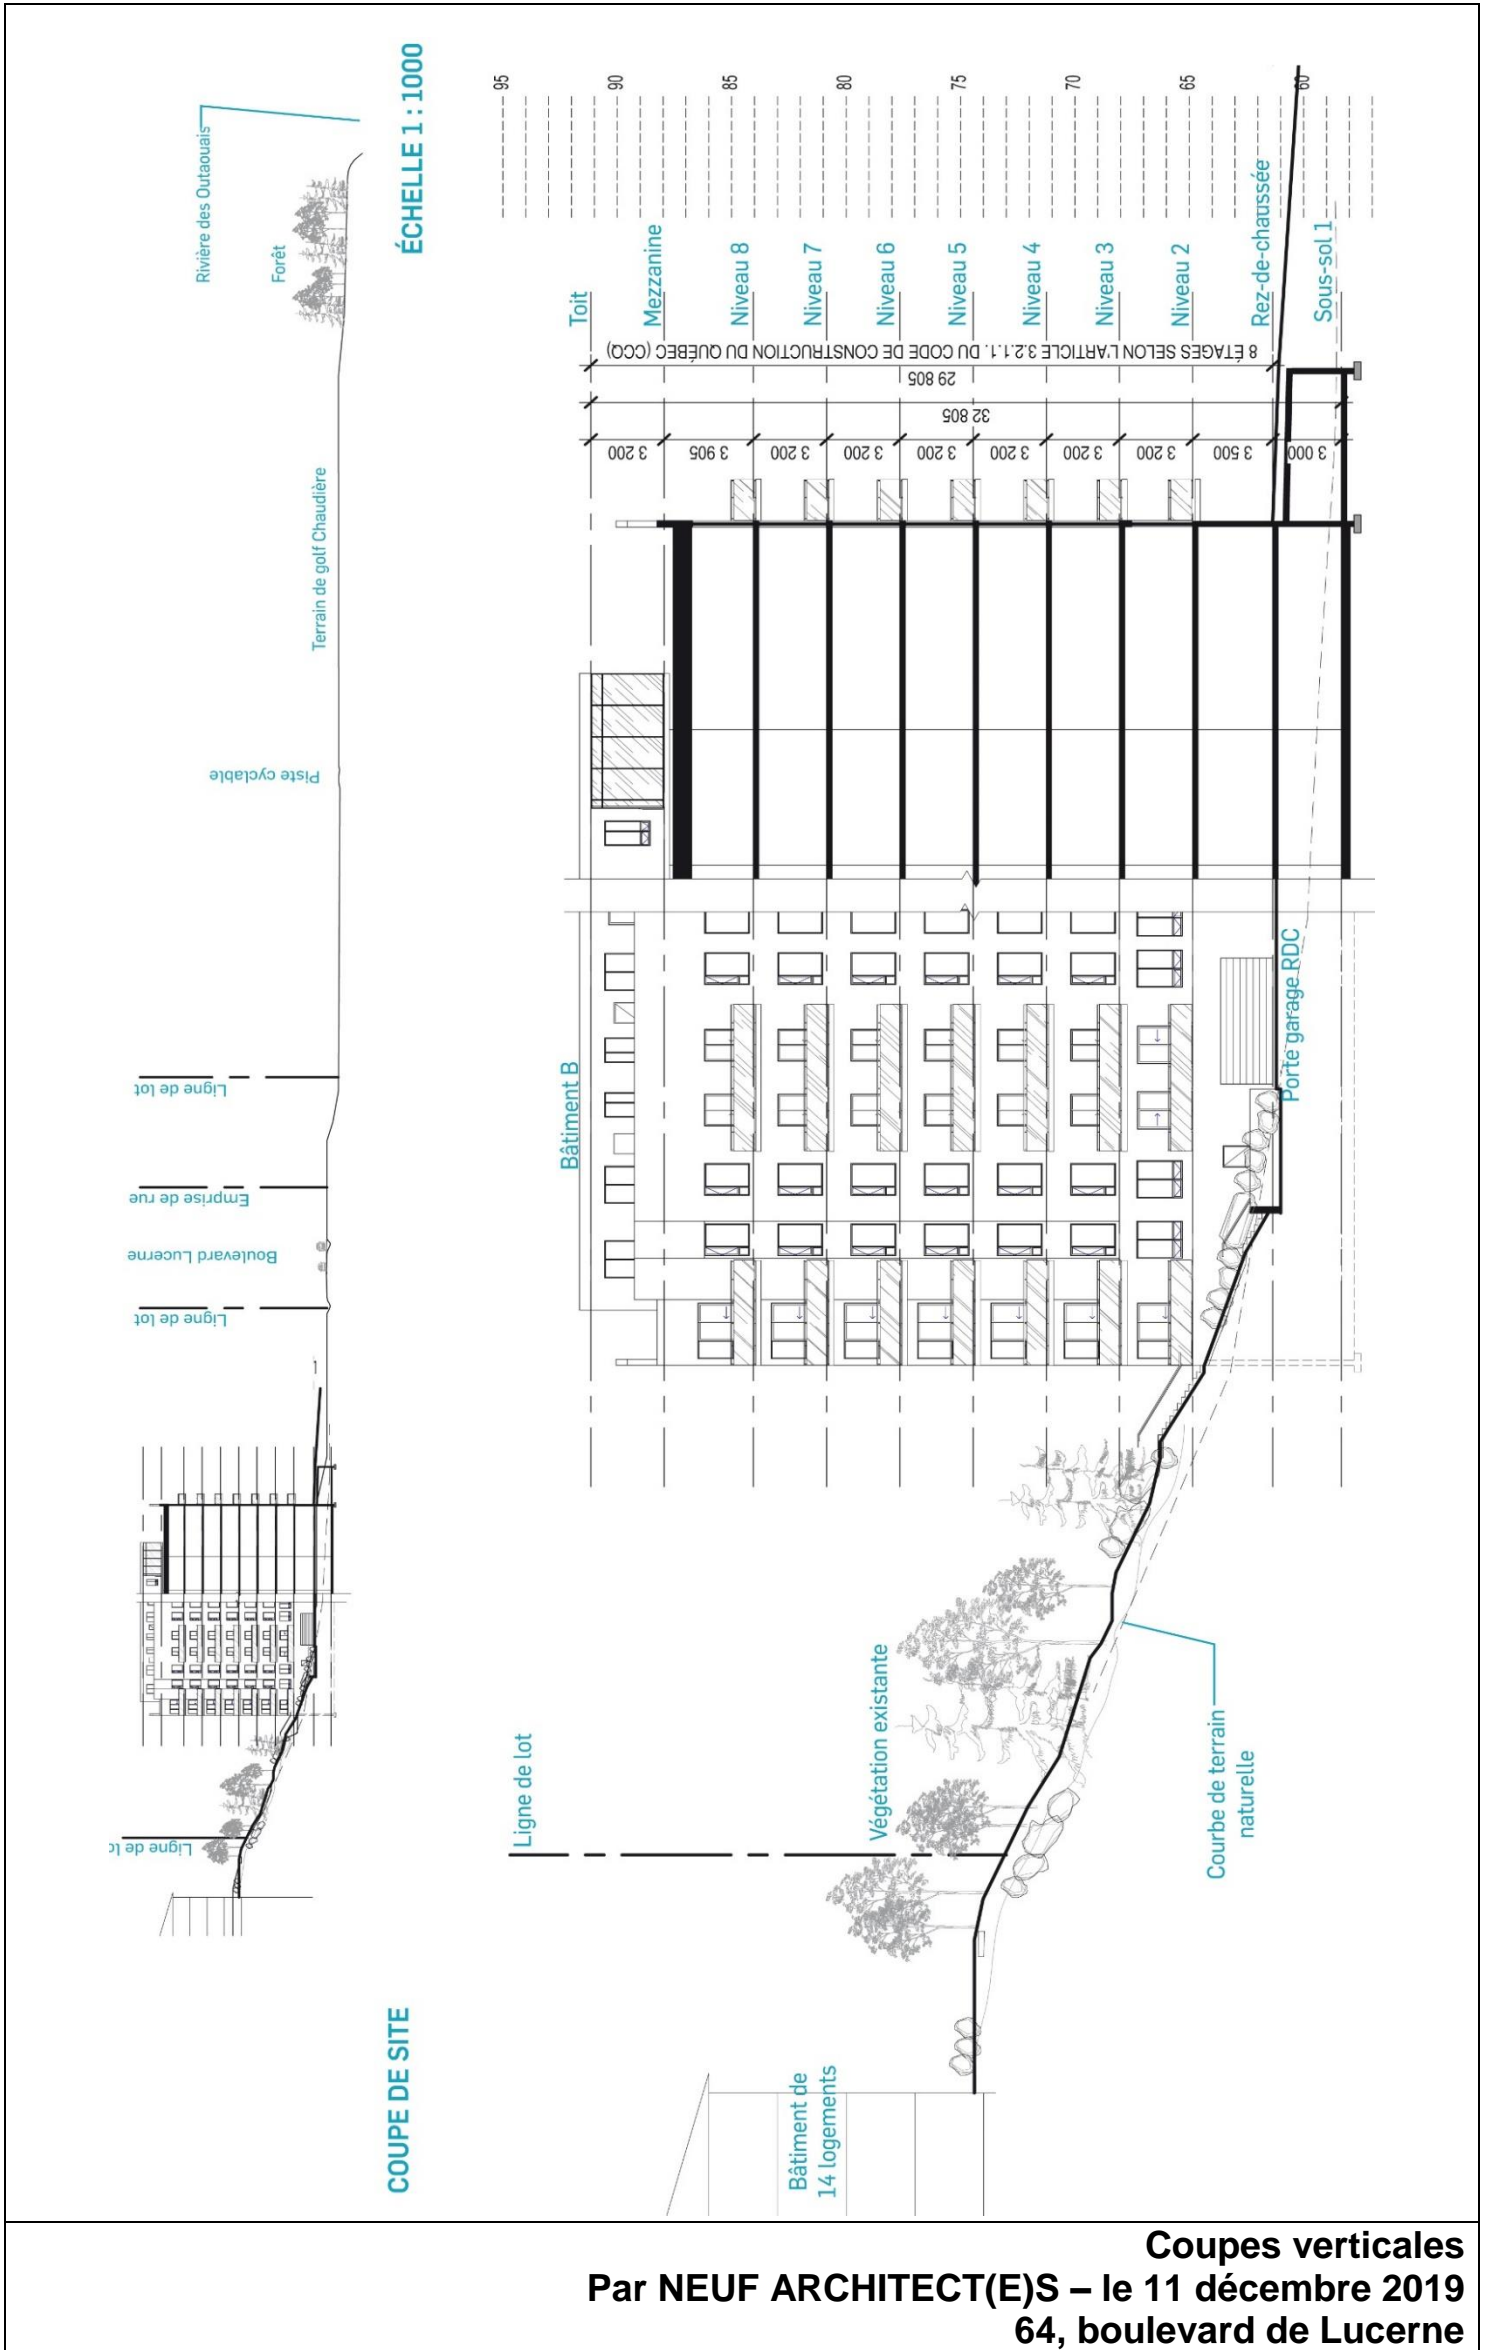 Rivière des Outaouais
Forêt
Terrain de golf Chaudière
Piste cyclable
Ligne de lot
Emprise de rue
Boulevard Lucerne
Ligne de lot
Ligne de lo
COUPE DE SITE
ÉCHELLE 1 : 1000
95
90
85
80
75
70
65
60
Toit
Mezzanine
Niveau 8
Niveau 7
Niveau 6
Niveau 5
Niveau 4
Niveau 3
Niveau 2
Rez-de-chaussée
Sous-sol 1
8 ÉTAGES SELON L'ARTICLE 3.2.1.1. DU CODE DE CONSTRUCTION DU QUÉBEC (CCQ)
29 805
32 805
3 200
3 905
3 200
3 200
3 200
3 200
3 200
3 200
3 500
3 000
Bâtiment B
Porte garage RDC
Ligne de lot
Végétation existante
Courbe de terrain
naturelle
Bâtiment de
14 logements
Coupes verticales
Par NEUF ARCHITECT(E)S – le 11 décembre 2019
64, boulevard de Lucerne